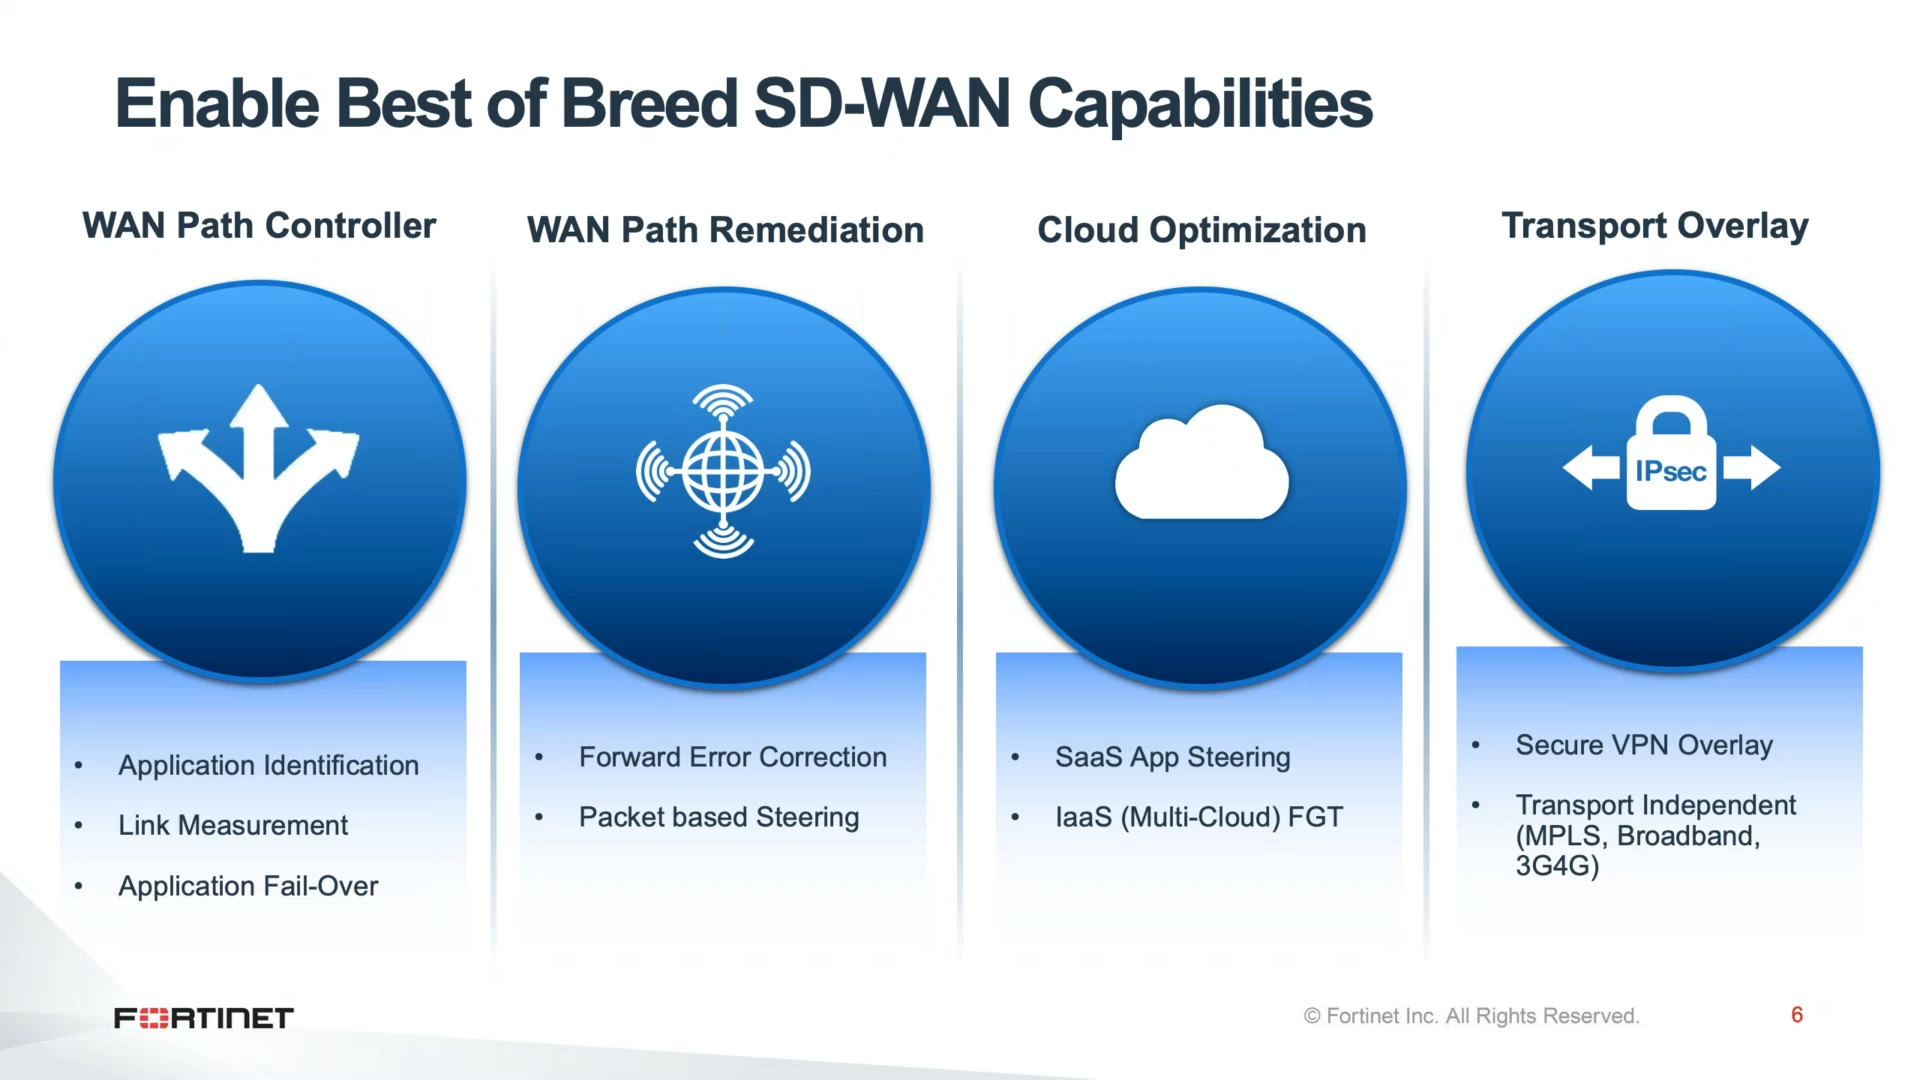 Enable Best of Breed SD-WAN Capabilities
WAN Path Controller
• Application Identification
• Link Measurement
• Application Fail-Over
WAN Path Remediation
• Forward Error Correction
• Packet based Steering
Cloud Optimization
• SaaS App Steering
• IaaS (Multi-Cloud) FGT
Transport Overlay
IPsec
• Secure VPN Overlay
• Transport Independent
(MPLS, Broadband,
3G4G)
FORTINET
© Fortinet Inc. All Rights Reserved.
6